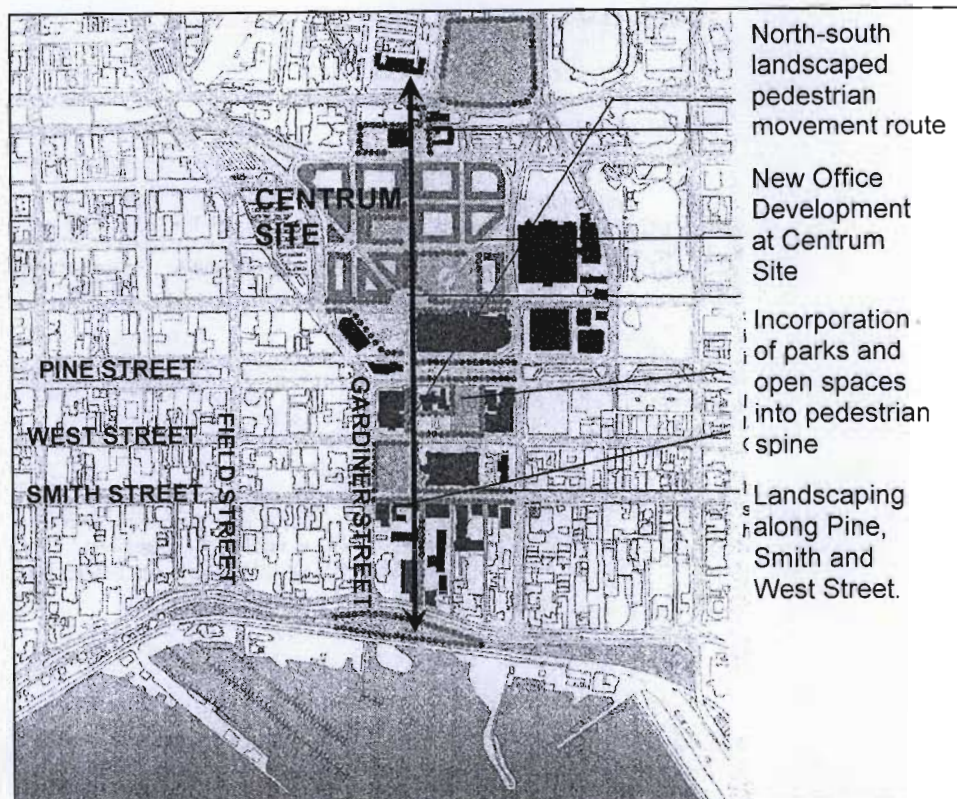 North-south
landscaped
pedestrian
movement route
New Office
Development
at Centrum
Site
Incorporation
of parks and
open spaces
into pedestrian
spine
Landscaping
along Pine,
Smith and
West Street.
CENTRUM
SITE
PINE STREET
WEST STREET
SMITH STREET
FIELD STREET
GARDINER STREET